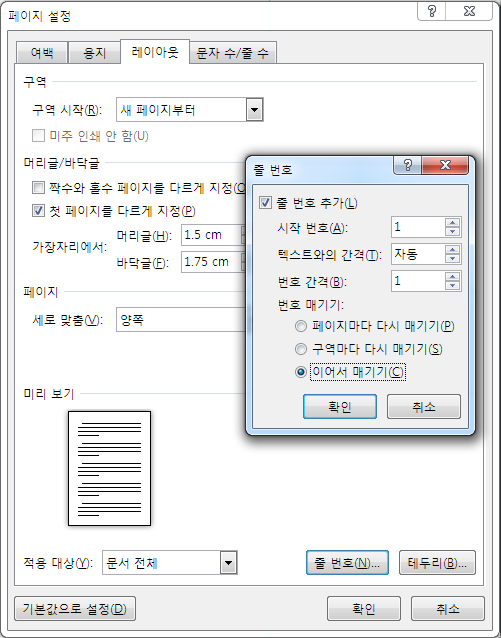 페이지 설정
여백
용지
레이아웃
문자 수/줄 수
구역
구역 시작(R):
새 페이지부터
미주 인쇄 안 함(U)
머리글/바닥글
짝수와 홀수 페이지를 다르게 지정(O
첫 페이지를 다르게 지정(P)
가장자리에서:
머리글(H):
1.5 cm
바닥글(F):
1.75 cm
페이지
세로 맞춤(V):
양쪽
미리 보기
적용 대상(Y):
문서 전체
줄 번호(N)...
테두리(B)...
기본값으로 설정(D)
확인
취소
줄 번호
줄 번호 추가(L)
시작 번호(A):
1
텍스트와의 간격(T):
자동
번호 간격(B):
1
번호 매기기:
페이지마다 다시 매기기(P)
구역마다 다시 매기기(S)
이어서 매기기(C)
확인
취소